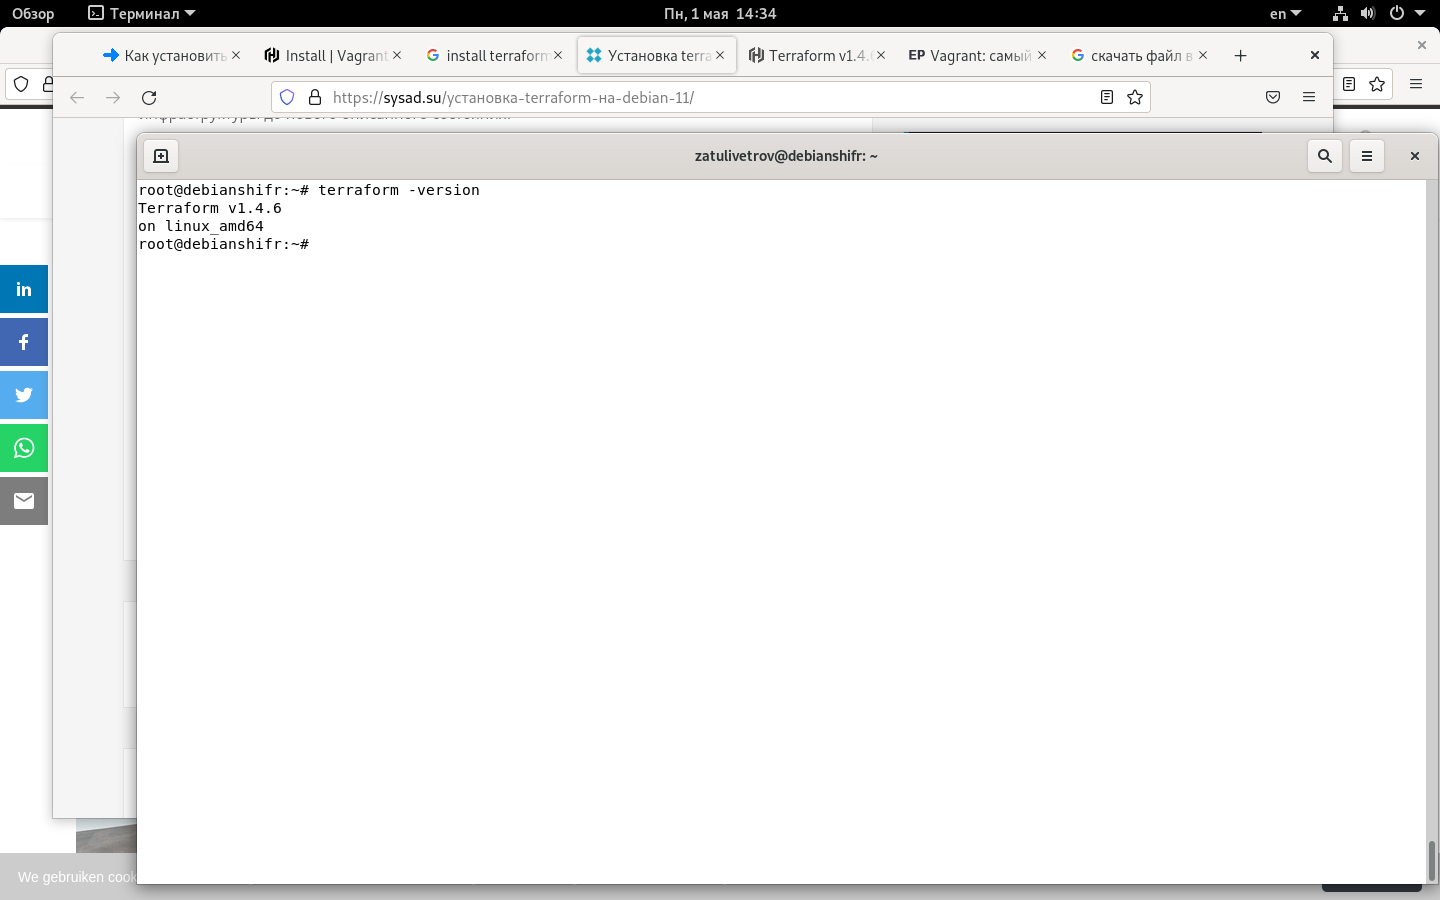 Обзор Терминал Пн, 1 мая 14:34 en
Как установить Install | Vagrant install terraform Установка terra Terraform v1.4. EP Vagrant: самый скачать файл в
https://sysad.su/установка-terraform-на-debian-11/
zatulivetrov@debianshifr: ~
root@debianshifr:~# terraform -version
Terraform v1.4.6
on linux_amd64
root@debianshifr:~#
in
We gebruiken cook